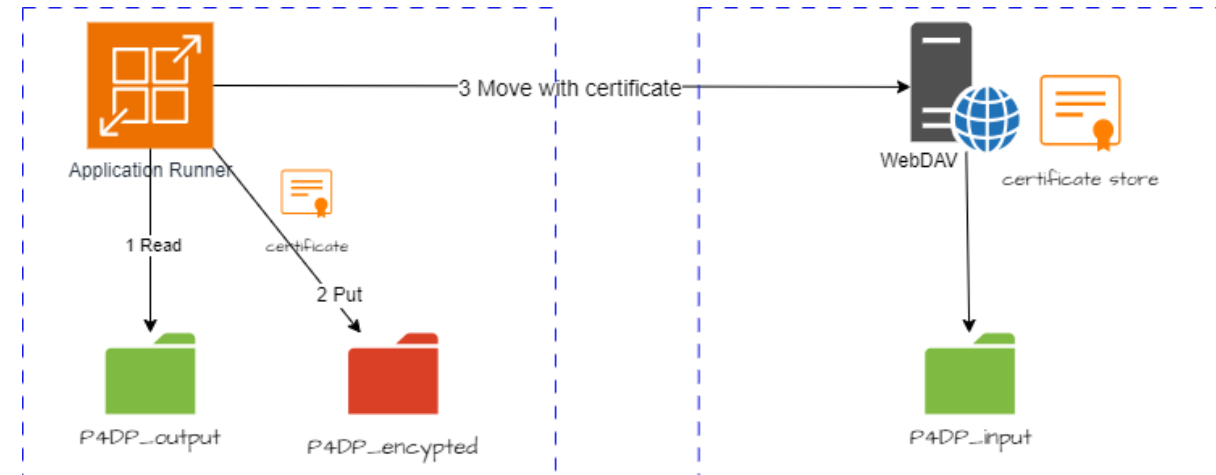 3 Move with certificate
Application Runner
WebDAV
certificate store
1 Read
certificate
2 Put
P4DP_output
P4DP_encypted
P4DP_input